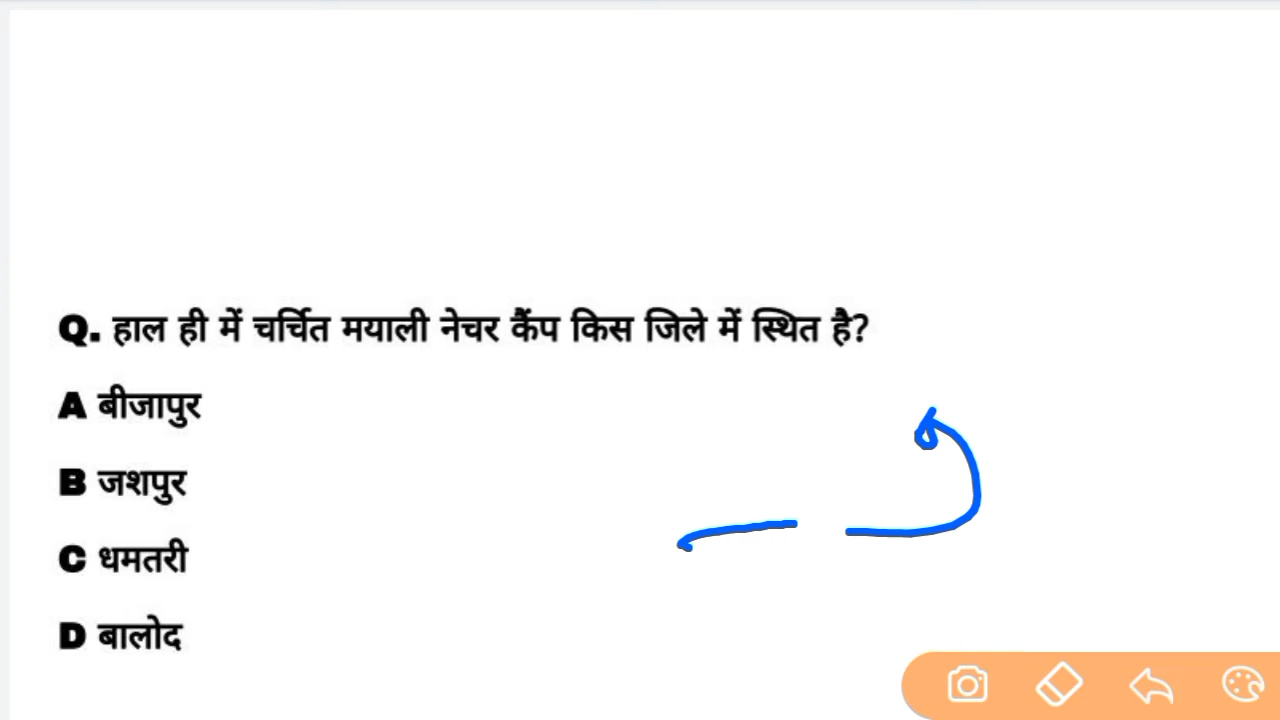 Q. हाल ही में चर्चित मयाली नेचर कैंप किस जिले में स्थित है?
A बीजापुर
B जशपुर
C धमतरी
D बालोद